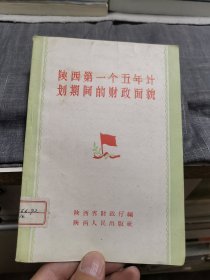 陕西第一个五年计
划期间的财政面貌
陕西省财政厅编
陕西人民出版社